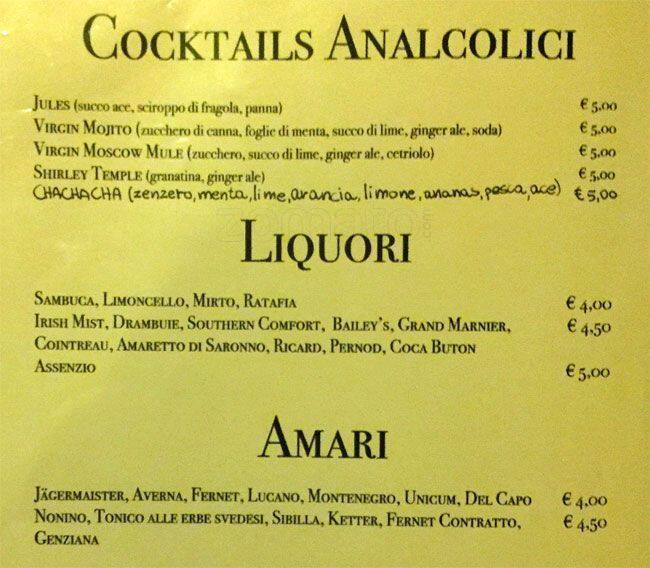 COCKTAILS ANALCOLICI
JULES (succo ace, sciroppo di fragola, panna) € 5,00
VIRGIN MOJITO (zucchero di canna, foglie di menta, succo di lime, ginger ale, soda) € 5,00
VIRGIN MOSCOW MULE (zucchero, succo di lime, ginger ale, cetriolo) € 5,00
SHIRLEY TEMPLE (granatina, ginger ale) 5,00
CHACHACHA (zenzero, menta, lime, arancia, limone, ananas, pesca, ace) € 5,00
zomato.com
LIQUORI
SAMBUCA, LIMONCELLO, MIRTO, RATAFIA € 4,00
IRISH MIST, DRAMBUIE, SOUTHERN COMFORT, BAILEY'S, GRAND MARNIER, € 4,50
COINTREAU, AMARETTO DI SARONNO, RICARD, PERNOD, COCA BUTON
ASSENZIO € 5,00
AMARI
JÄGERMAISTER, AVERNA, FERNET, LUCANO, MONTENEGRO, UNICUM, DEL CAPO € 4,00
NONINO, TONICO ALLE ERBE SVEDESI, SIBILLA, KETTER, FERNET CONTRATTO, € 4,50
GENZIANA